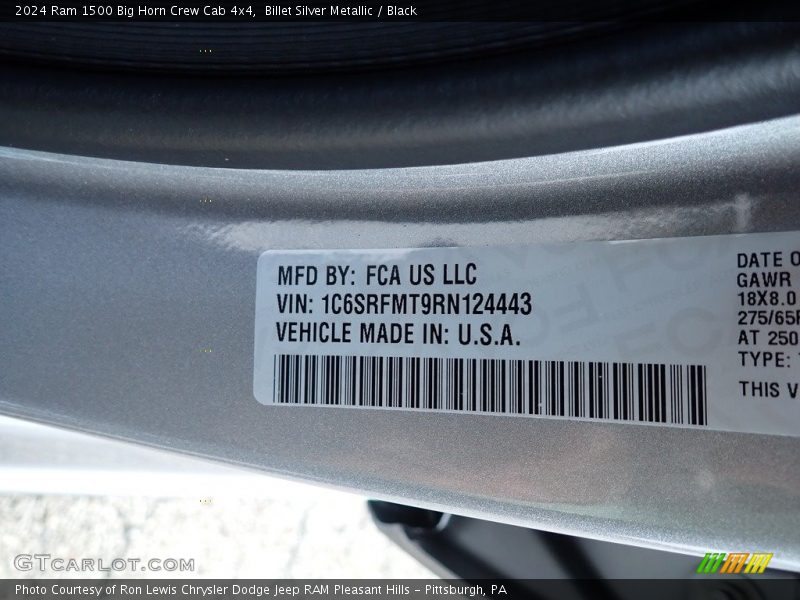 2024 Ram 1500 Big Horn Crew Cab 4x4, Billet Silver Metallic / Black
MFD BY: FCA US LLC
VIN: 1C6SRFMT9RN124443
VEHICLE MADE IN: U.S.A.
DATE O
GAWR
18X8.0
275/65R
AT 250
TYPE:
THIS V
GTCARLOT.COM
Photo Courtesy of Ron Lewis Chrysler Dodge Jeep RAM Pleasant Hills - Pittsburgh, PA